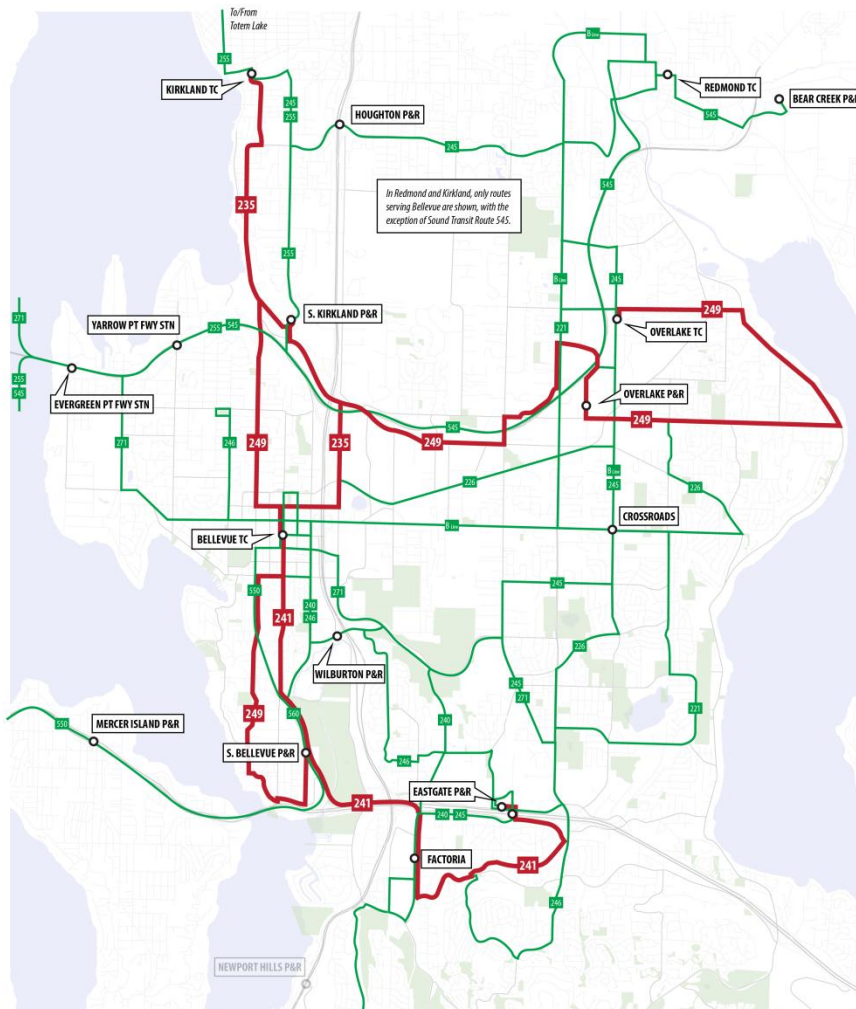 To/From
Totem Lake
B Line
255
KIRKLAND TC
REDMOND TC
BEAR CREEK P&R
245
255
HOUGHTON P&R
545
245
In Redmond and Kirkland, only routes
serving Bellevue are shown, with the
exception of Sound Transit Route 545.
545
235
255
B Line
245
271
S. KIRKLAND P&R
249
YARROW PT FWY STN
255
545
221
OVERLAKE TC
EVERGREEN PT FWY STN
255
545
OVERLAKE P&R
249
545
271
246
249
235
249
226
B Line
245
226
B Line
CROSSROADS
BELLEVUE TC
550
271
245
241
240
246
WILBURTON P&R
226
245
271
249
560
221
550
MERCER ISLAND P&R
240
S. BELLEVUE P&R
246
EASTGATE P&R
241
240
245
FACTORIA
241
246
NEWPORT HILLS P&R